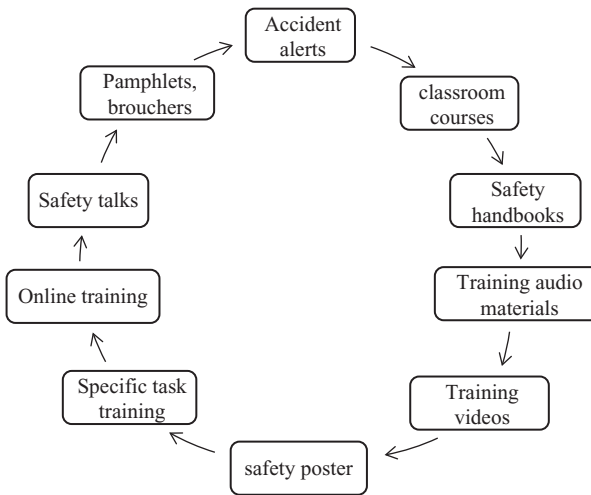 Accident
alerts
classroom
courses
Safety
handbooks
Training audio
materials
Training
videos
safety poster
Specific task
training
Online training
Safety talks
Pamphlets,
brouchers